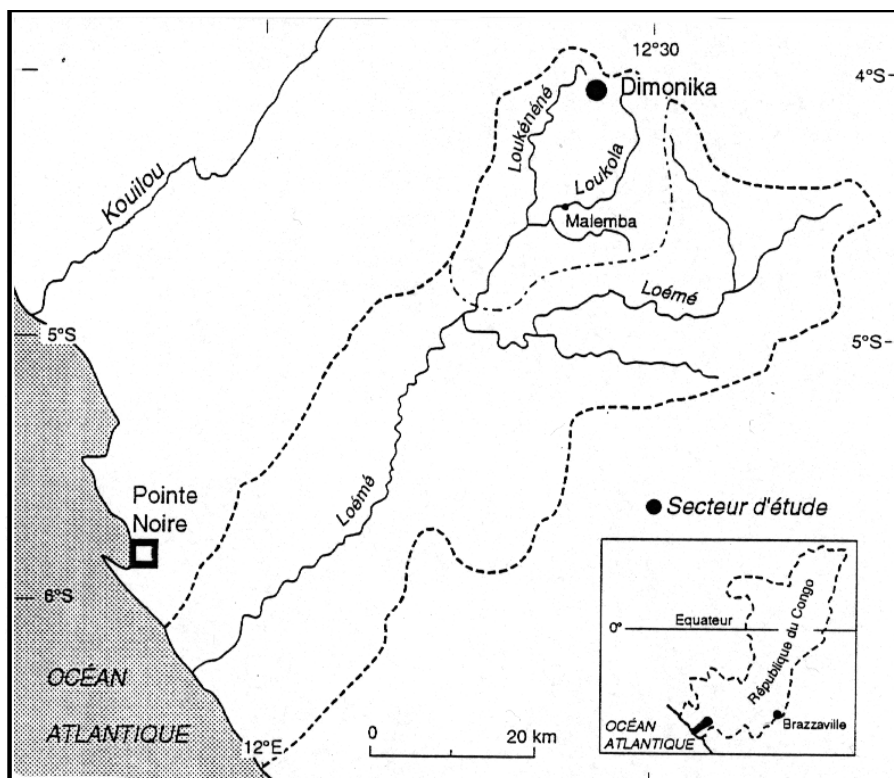 12°30
4°S
Dimonika
Loukénéné
Loukola
Kouilou
Malemba
Loémé
5°S
5°S
Pointe
Noire
Loémé
Secteur d'étude
6°S
Equateur
0°
République du Congo
OCÉAN
ATLANTIQUE
12°E
0
20 km
OCÉAN
ATLANTIQUE
Brazzaville